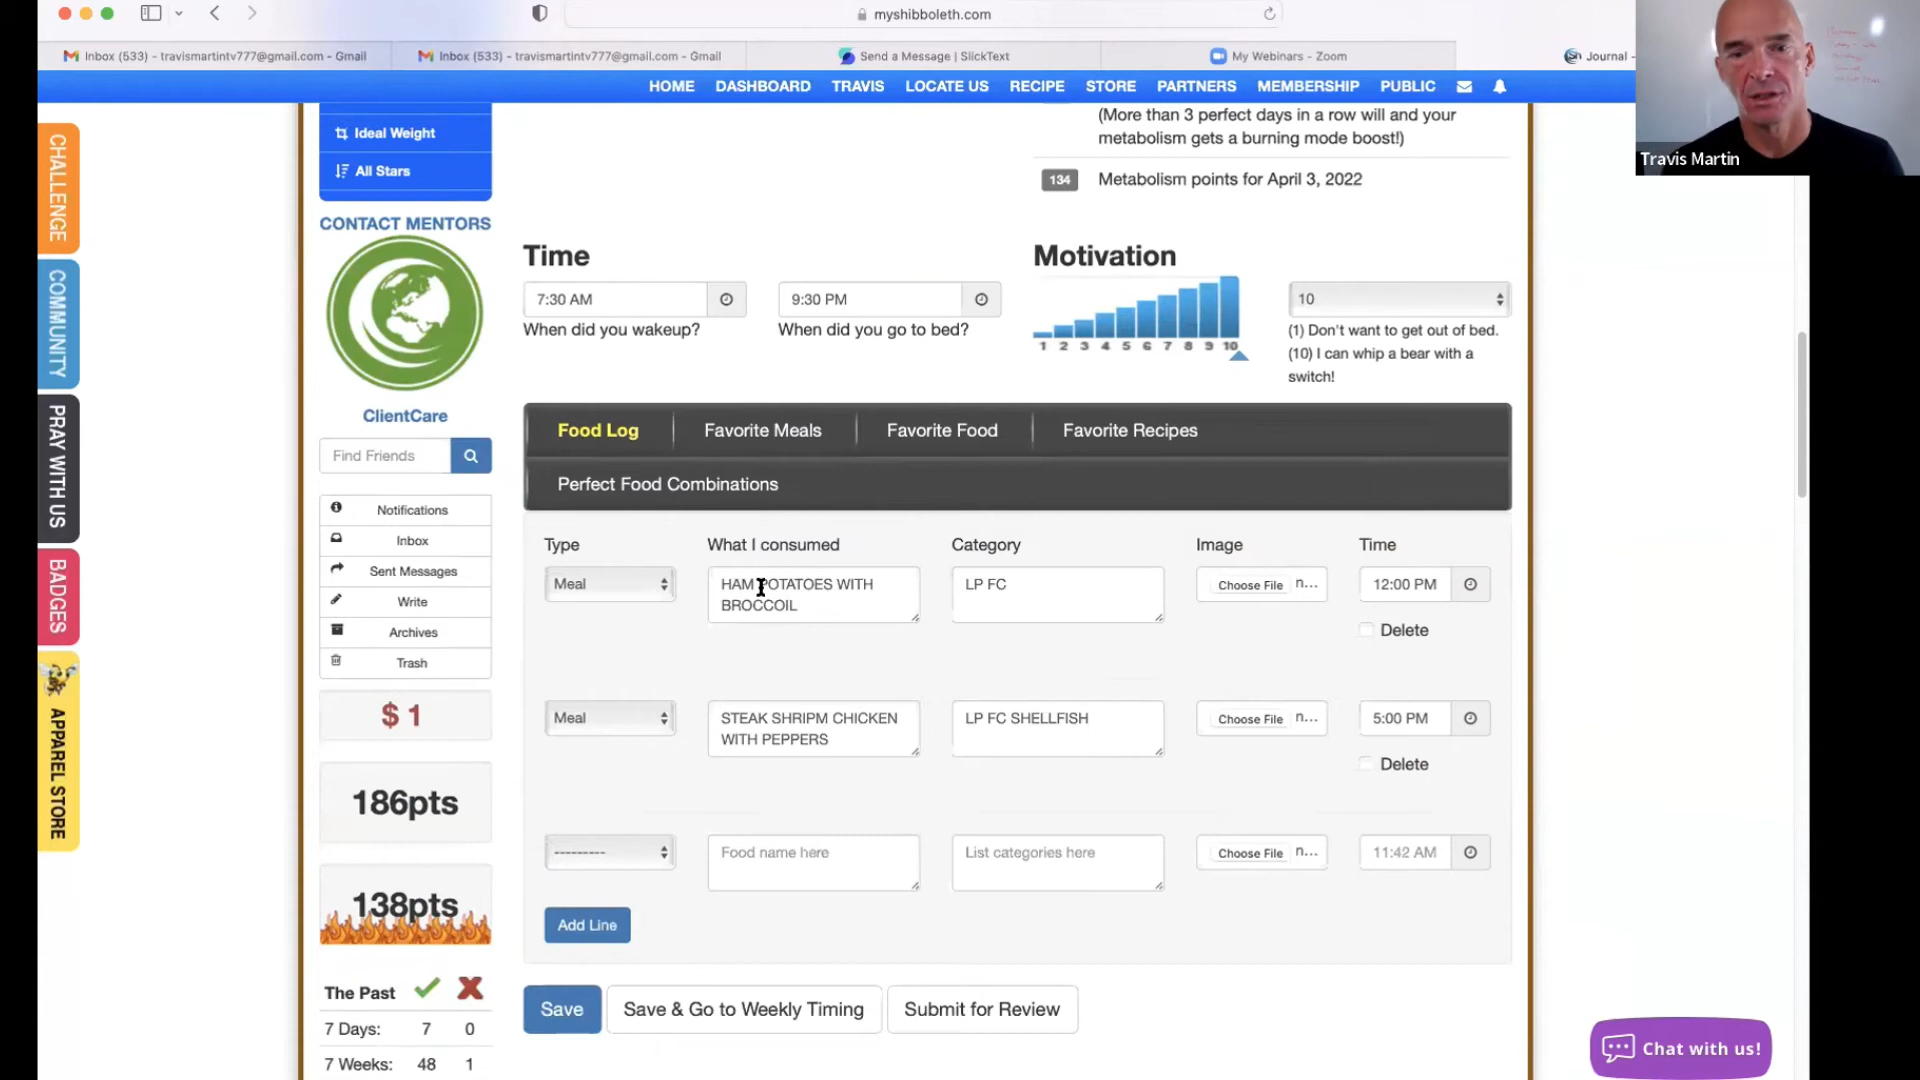 myshibboleth.com
Inbox (533) - travismartintv777@gmail.com - Gmail
Inbox (533) - travismartintv777@gmail.com - Gmail
Send a Message | SlickText
My Webinars - Zoom
Journal -
HOME DASHBOARD TRAVIS LOCATE US RECIPE STORE PARTNERS MEMBERSHIP PUBLIC
Travis Martin
CHALLENGE
COMMUNITY
PRAY WITH US
BADGES
APPAREL STORE
Ideal Weight
All Stars
CONTACT MENTORS
ClientCare
Find Friends
Notifications
Inbox
Sent Messages
Write
Archives
Trash
$ 1
186pts
138pts
The Past
7 Days: 7 0
7 Weeks: 48 1
(More than 3 perfect days in a row will and your
metabolism gets a burning mode boost!)
134 Metabolism points for April 3, 2022
Time
7:30 AM
When did you wakeup?
9:30 PM
When did you go to bed?
Motivation
1 2 3 4 5 6 7 8 9 10
10
(1) Don't want to get out of bed.
(10) I can whip a bear with a
switch!
Food Log Favorite Meals Favorite Food Favorite Recipes
Perfect Food Combinations
Type What I consumed Category Image Time
Meal
HAM POTATOES WITH
BROCCOIL
LP FC
Choose File n...
12:00 PM
Delete
Meal
STEAK SHRIPM CHICKEN
WITH PEPPERS
LP FC SHELLFISH
Choose File n...
5:00 PM
Delete
---------
Food name here
List categories here
Choose File n...
11:42 AM
Add Line
Save
Save & Go to Weekly Timing
Submit for Review
Chat with us!